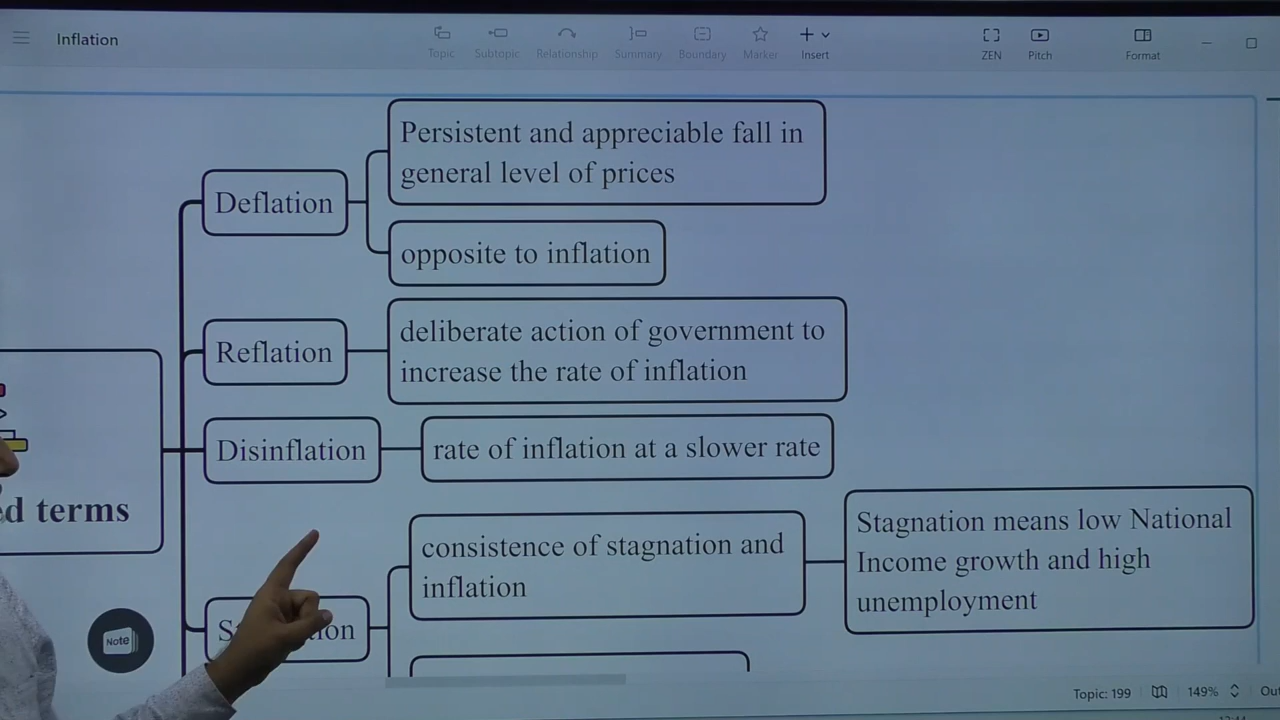 Inflation
Topic
Subtopic
Relationship
Summary
Boundary
Marker
Insert
ZEN
Pitch
Format
Persistent and appreciable fall in
general level of prices
Deflation
opposite to inflation
Reflation
deliberate action of government to
increase the rate of inflation
Disinflation
rate of inflation at a slower rate
terms
consistence of stagnation and
inflation
Stagnation means low National
Income growth and high
unemployment
Note
Topic: 199
149%